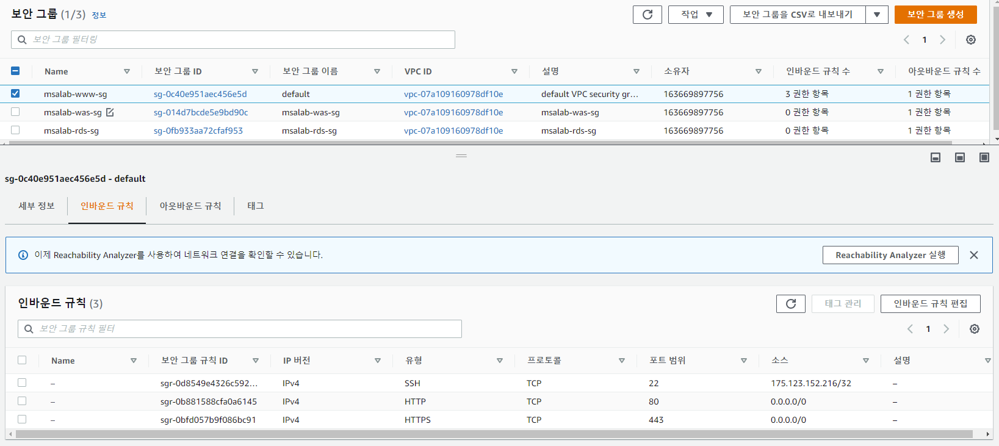 보안 그룹 (1/3) 정보 작업 보안 그룹을 CSV로 내보내기 보안 그룹 생성
보안 그룹 필터링 1
Name 보안 그룹 ID 보안 그룹 이름 VPC ID 설명 소유자 인바운드 규칙 수 아웃바운드 규칙 수
msalab-www-sg sg-0c40e951aec456e5d default vpc-07a109160978df10e default VPC security gr... 163669897756 3 권한 항목 1 권한 항목
msalab-was-sg sg-014d7bcde5e9bd90c msalab-was-sg vpc-07a109160978df10e msalab-was-sg 163669897756 0 권한 항목 1 권한 항목
msalab-rds-sg sg-0fb933aa72cfaf953 msalab-rds-sg vpc-07a109160978df10e msalab-rds-sg 163669897756 0 권한 항목 1 권한 항목
sg-0c40e951aec456e5d - default
세부 정보 인바운드 규칙 아웃바운드 규칙 태그
이제 Reachability Analyzer를 사용하여 네트워크 연결을 확인할 수 있습니다. Reachability Analyzer 실행
인바운드 규칙 (3) 태그 관리 인바운드 규칙 편집
보안 그룹 규칙 필터 1
Name 보안 그룹 규칙 ID IP 버전 유형 프로토콜 포트 범위 소스 설명
– sgr-0d8549e4326c592... IPv4 SSH TCP 22 175.123.152.216/32 –
– sgr-0b881588cfa0a6145 IPv4 HTTP TCP 80 0.0.0.0/0 –
– sgr-0bfd057b9f086bc91 IPv4 HTTPS TCP 443 0.0.0.0/0 –